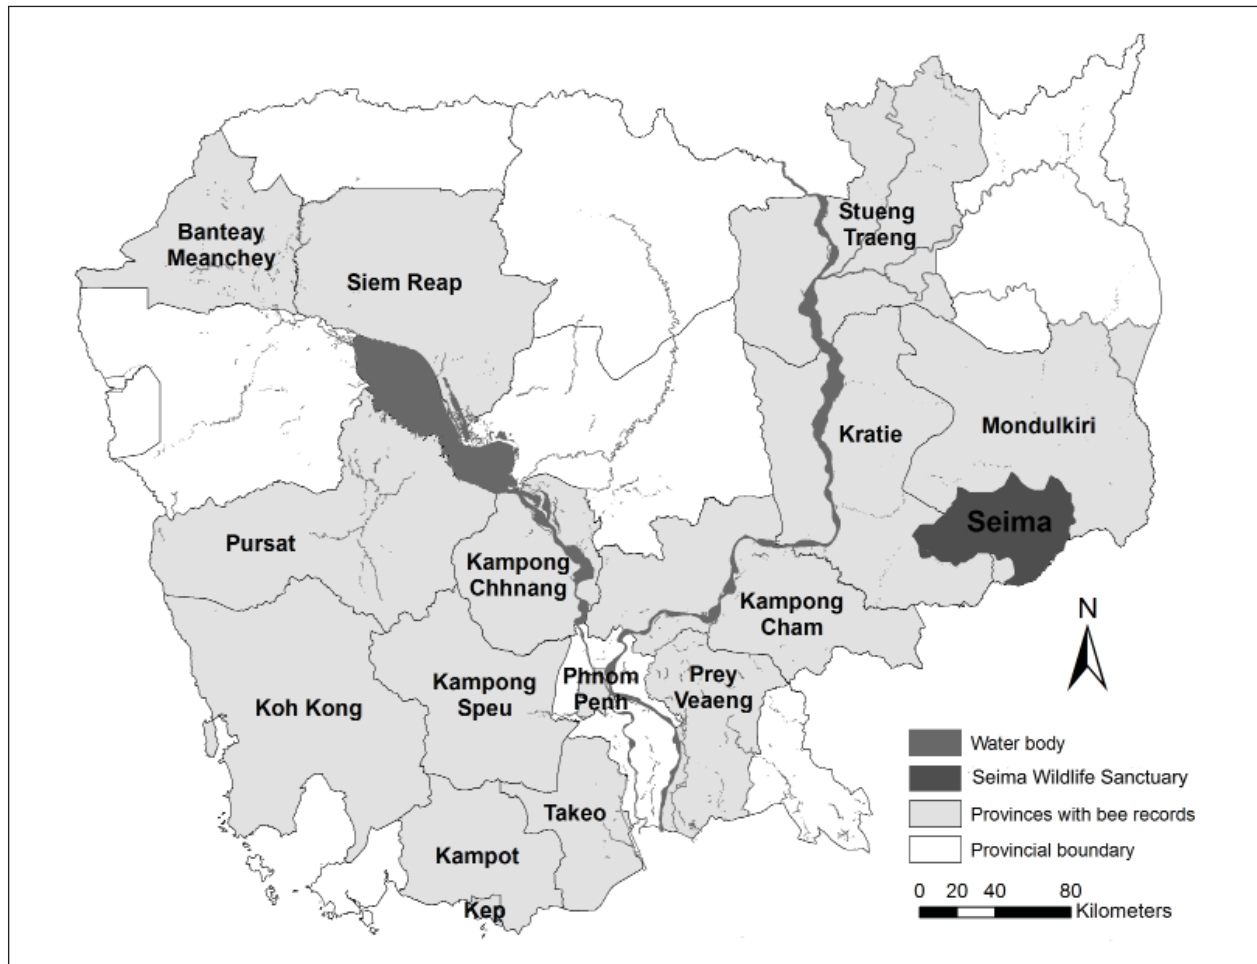 Stueng
Traeng
Banteay
Meanchey
Siem Reap
Kratie
Mondulkiri
Seima
Pursat
Kampong
Chhnang
Kampong
Cham
N
Phnom
Penh
Prey
Veaeng
Kampong
Speu
Koh Kong
Takeo
Kampot
Kep
Water body
Seima Wildlife Sanctuary
Provinces with bee records
Provincial boundary
0 20 40 80
Kilometers